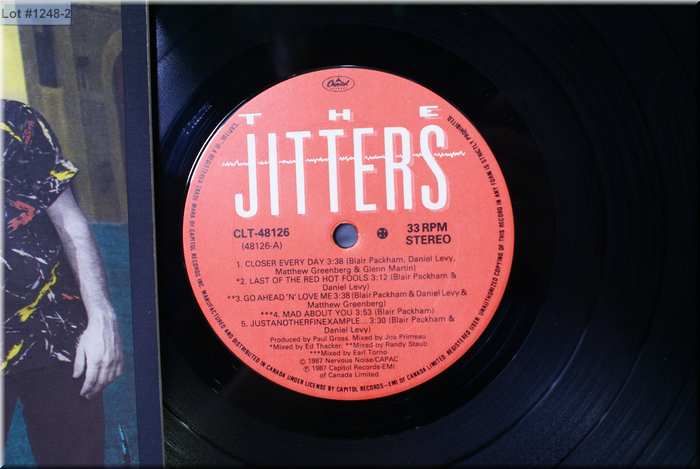 Lot #1248-2
Capitol
THE
JITTERS
CLT-48126
(48126-A)
33 RPM
STEREO
1. CLOSER EVERY DAY 3:38 (Blair Packham, Daniel Levy,
Matthew Greenberg & Glenn Martin)
*2. LAST OF THE RED HOT FOOLS 3:12 (Blair Packham &
Daniel Levy)
**3. GO AHEAD 'N' LOVE ME 3:38 (Blair Packham & Daniel Levy &
Matthew Greenberg)
***4. MAD ABOUT YOU 3:53 (Blair Packham)
5. JUSTANOTHERFINEXAMPLE... 3:30 (Blair Packham &
Daniel Levy)
Produced by Paul Gross. Mixed by Jim Primeau
*Mixed by Ed Thacker. **Mixed by Randy Staub
***Mixed by Earl Torno
© 1987 Nervous Noise/CAPAC
℗ 1987 Capitol Records-EMI
of Canada Limited
MANUFACTURED AND DISTRIBUTED IN CANADA UNDER LICENSE BY CAPITOL RECORDS—EMI OF CANADA LIMITED, REGISTERED USER. UNAUTHORIZED COPYING OF THIS RECORD IN ANY FORM IS STRICTLY PROHIBITED.